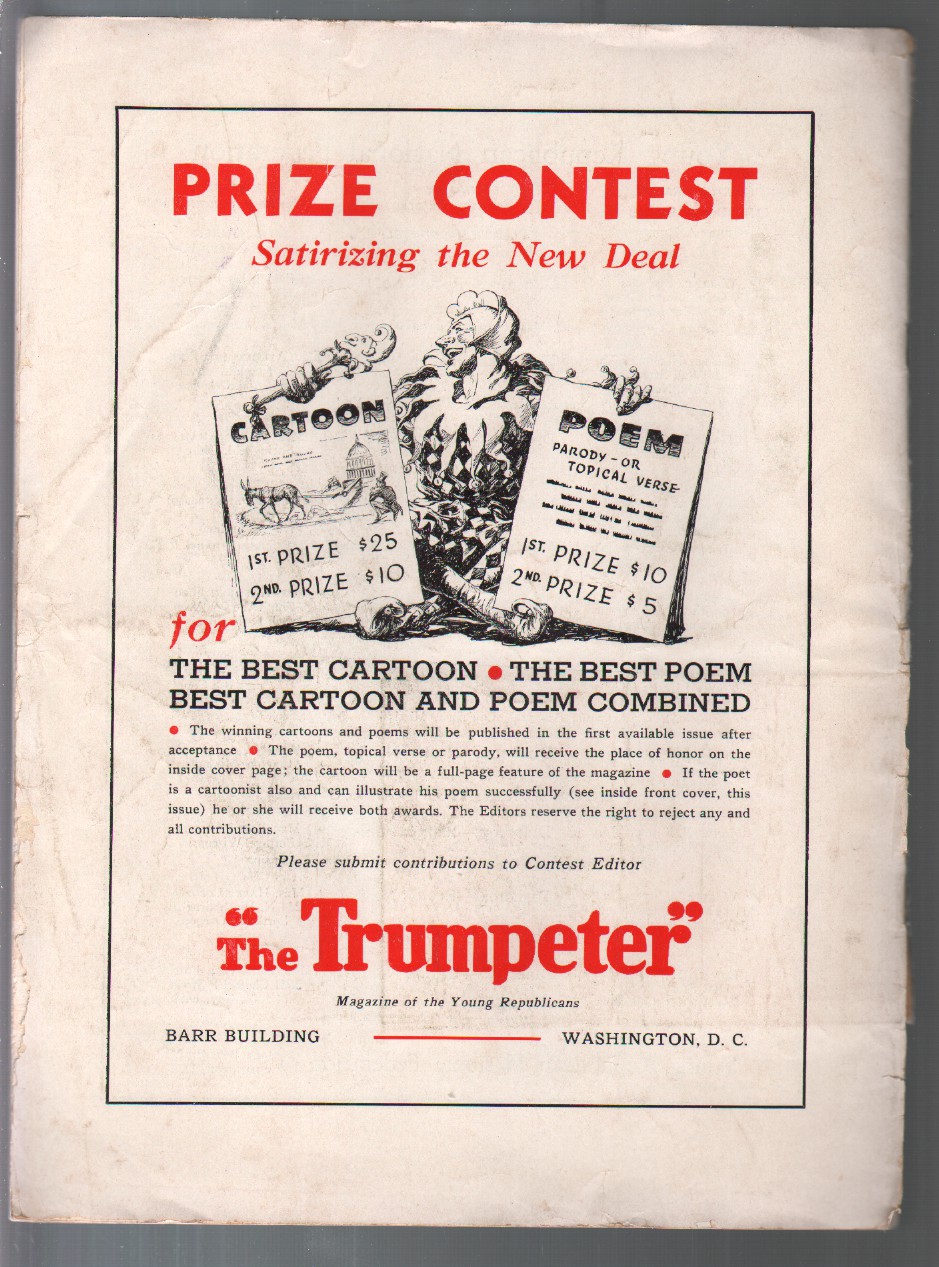 PRIZE CONTEST
Satirizing the New Deal
CARTOON
1ST. PRIZE $25
2ND. PRIZE $10
POEM
PARODY - OR
TOPICAL VERSE-
1ST. PRIZE $10
2ND. PRIZE $5
for
THE BEST CARTOON • THE BEST POEM
BEST CARTOON AND POEM COMBINED
• The winning cartoons and poems will be published in the first available issue after
acceptance • The poem, topical verse or parody, will receive the place of honor on the
inside cover page; the cartoon will be a full-page feature of the magazine • If the poet
is a cartoonist also and can illustrate his poem successfully (see inside front cover, this
issue) he or she will receive both awards. The Editors reserve the right to reject any and
all contributions.
Please submit contributions to Contest Editor
“The Trumpeter”
Magazine of the Young Republicans
BARR BUILDING WASHINGTON, D. C.